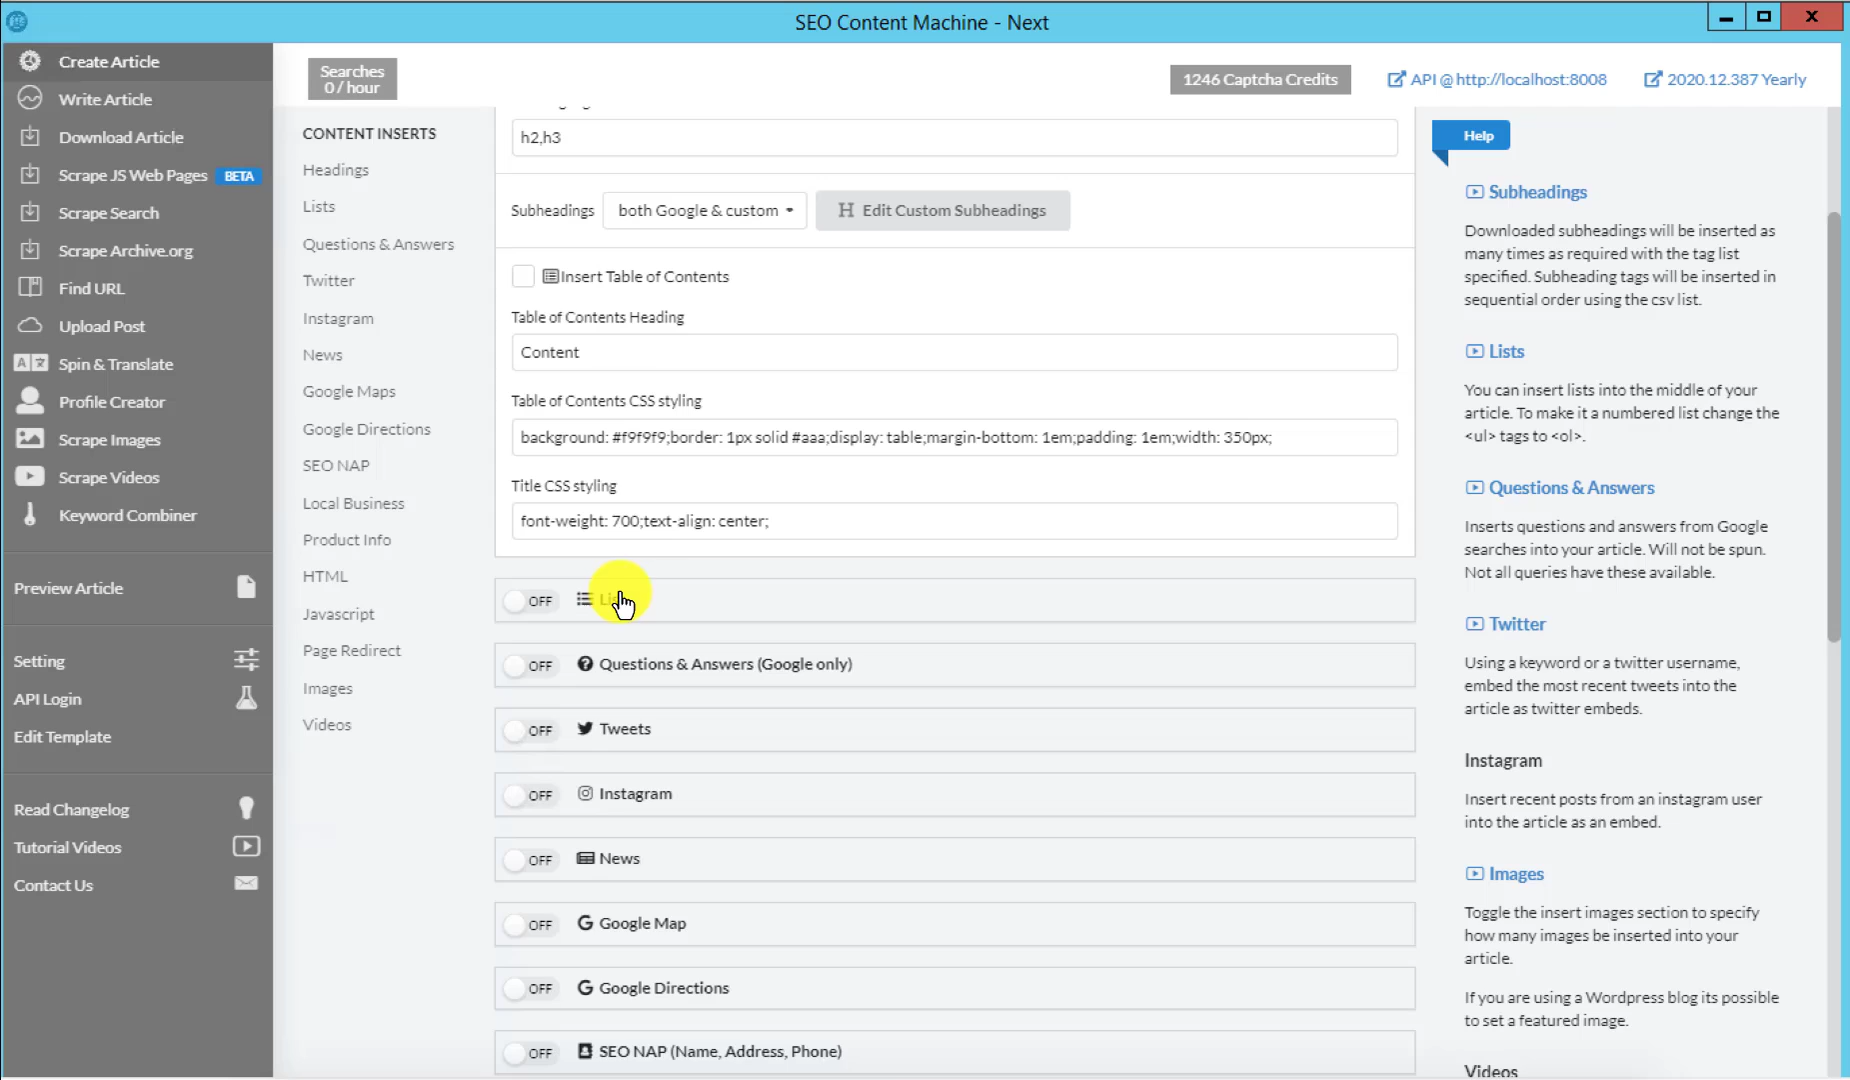 SEO Content Machine - Next
Create Article
Write Article
Download Article
Scrape JS Web Pages BETA
Scrape Search
Scrape Archive.org
Find URL
Upload Post
Spin & Translate
Profile Creator
Scrape Images
Scrape Videos
Keyword Combiner
Preview Article
Setting
API Login
Edit Template
Read Changelog
Tutorial Videos
Contact Us
Searches
0 / hour
1246 Captcha Credits
API @ http://localhost:8008
2020.12.387 Yearly
CONTENT INSERTS
Headings
Lists
Questions & Answers
Twitter
Instagram
News
Google Maps
Google Directions
SEO NAP
Local Business
Product Info
HTML
Javascript
Page Redirect
Images
Videos
h2,h3
Subheadings both Google & custom Edit Custom Subheadings
Insert Table of Contents
Table of Contents Heading
Content
Table of Contents CSS styling
background: #f9f9f9;border: 1px solid #aaa;display: table;margin-bottom: 1em;padding: 1em;width: 350px;
Title CSS styling
font-weight: 700;text-align: center;
OFF
OFF Questions & Answers (Google only)
OFF Tweets
OFF Instagram
OFF News
OFF Google Map
OFF Google Directions
OFF SEO NAP (Name, Address, Phone)
Help
Subheadings
Downloaded subheadings will be inserted as
many times as required with the tag list
specified. Subheading tags will be inserted in
sequential order using the csv list.
Lists
You can insert lists into the middle of your
article. To make it a numbered list change the
<ul> tags to <ol>.
Questions & Answers
Inserts questions and answers from Google
searches into your article. Will not be spun.
Not all queries have these available.
Twitter
Using a keyword or a twitter username,
embed the most recent tweets into the
article as twitter embeds.
Instagram
Insert recent posts from an instagram user
into the article as an embed.
Images
Toggle the insert images section to specify
how many images be inserted into your
article.
If you are using a Wordpress blog its possible
to set a featured image.
Videos